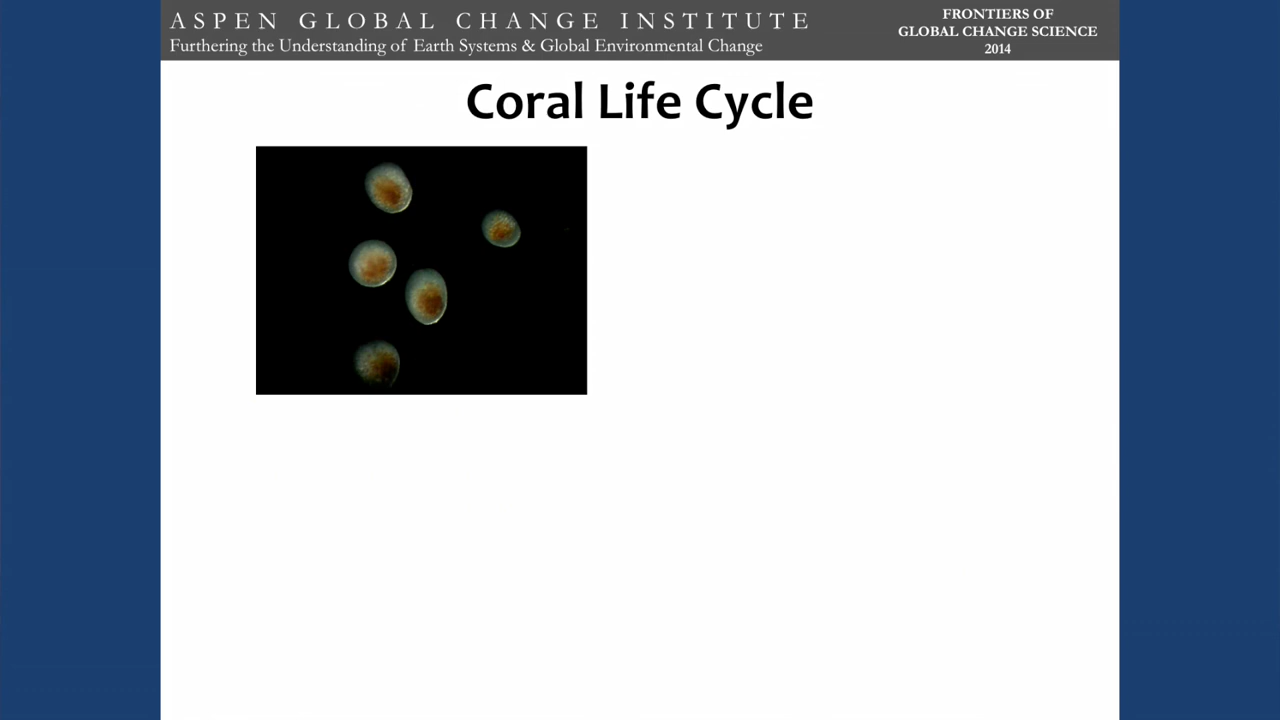 ASPEN GLOBAL CHANGE INSTITUTE
Furthering the Understanding of Earth Systems & Global Environmental Change
FRONTIERS OF
GLOBAL CHANGE SCIENCE
2014
Coral Life Cycle